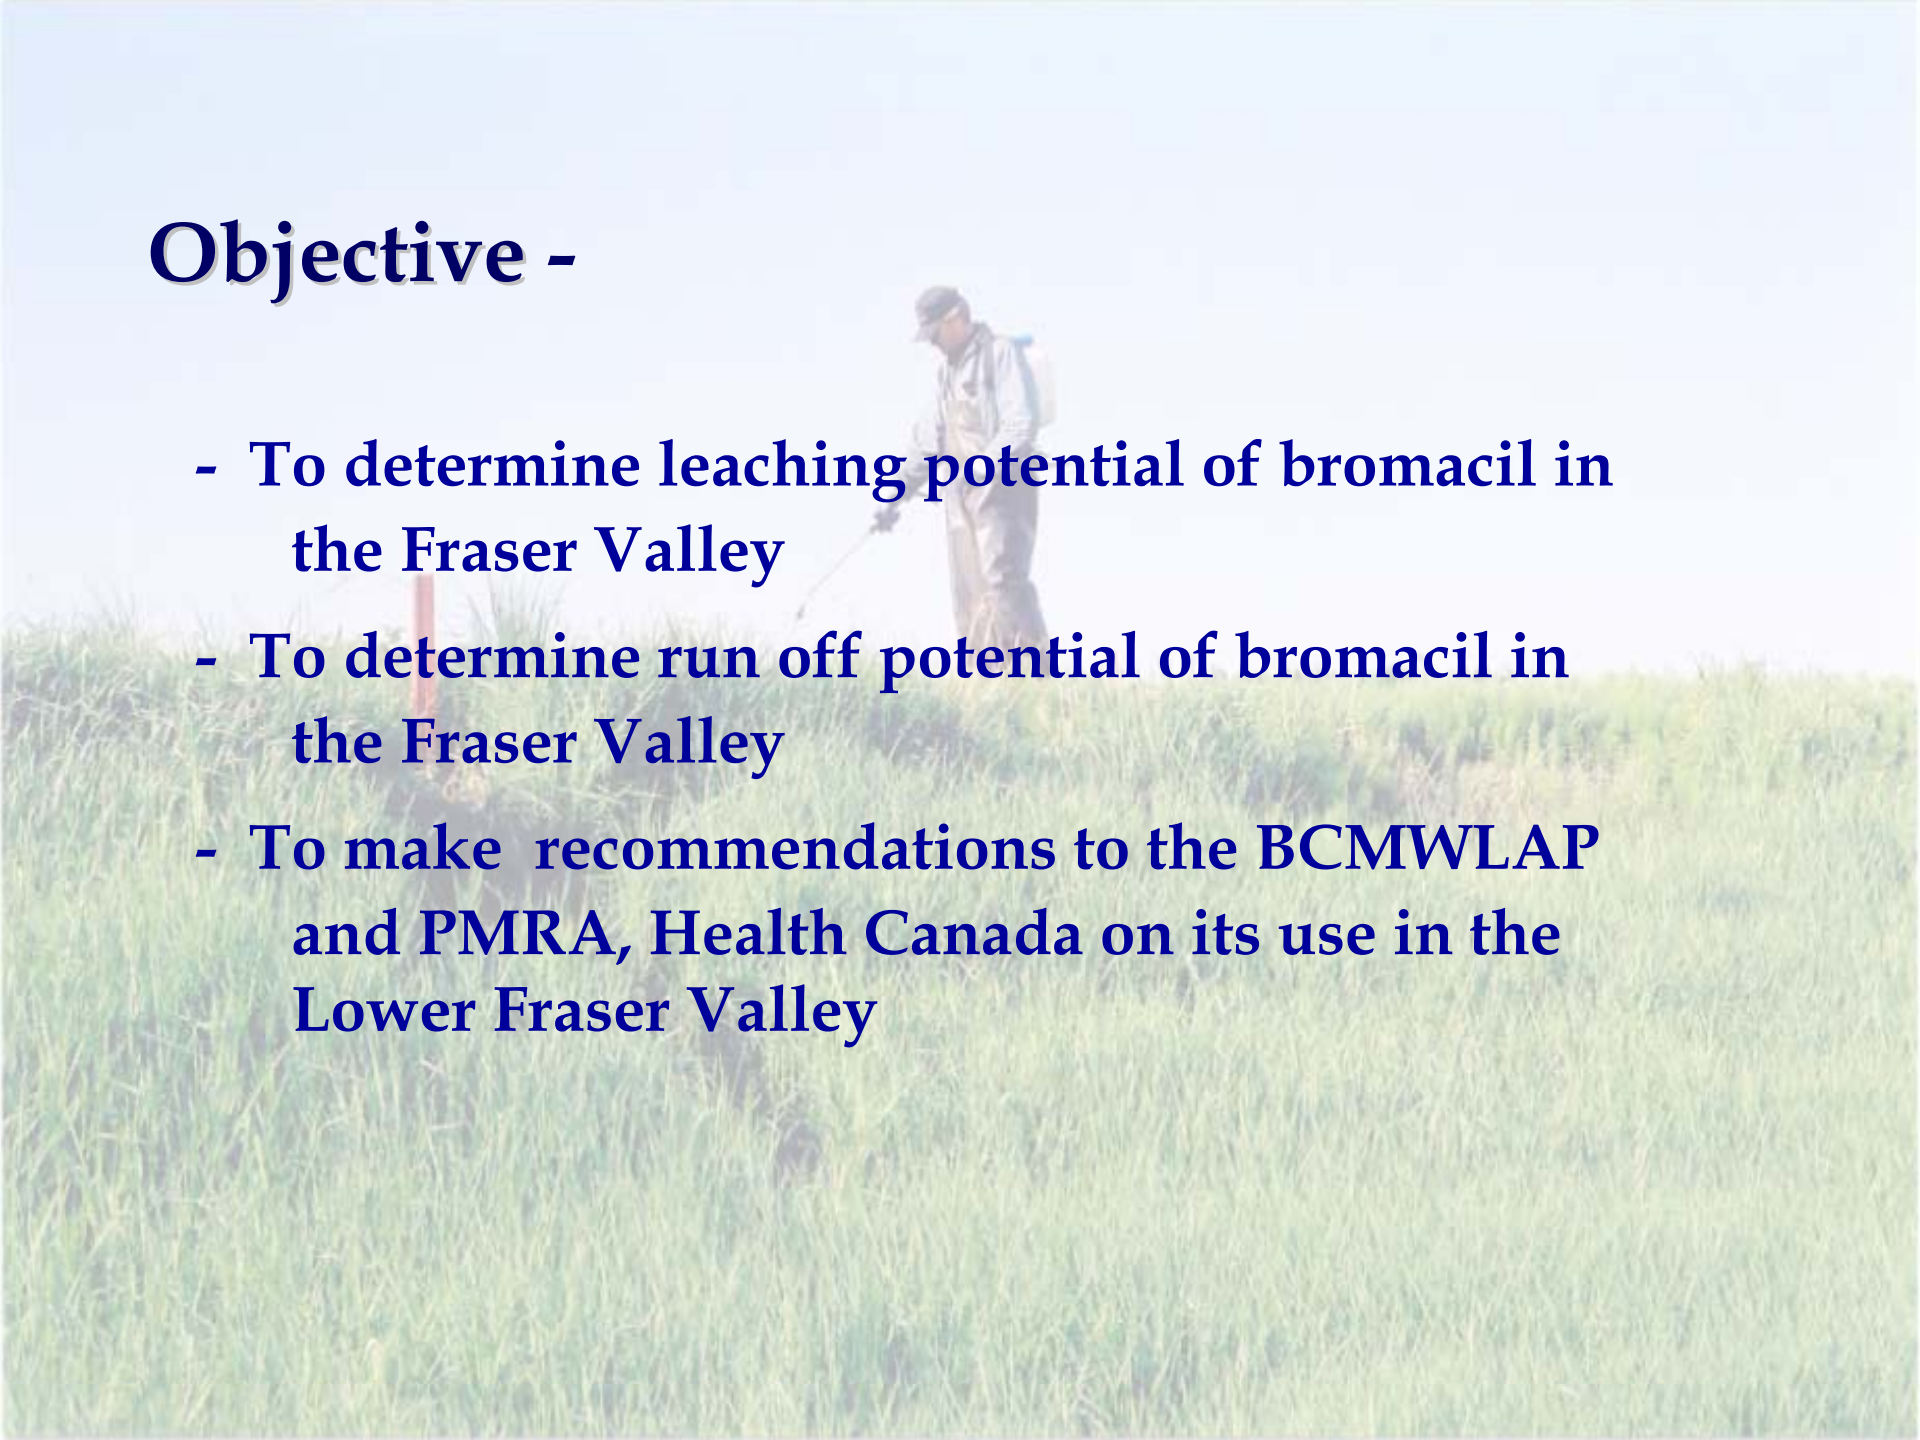 Objective -
- To determine leaching potential of bromacil in
the Fraser Valley
- To determine run off potential of bromacil in
the Fraser Valley
- To make  recommendations to the BCMWLAP
and PMRA, Health Canada on its use in the
Lower Fraser Valley